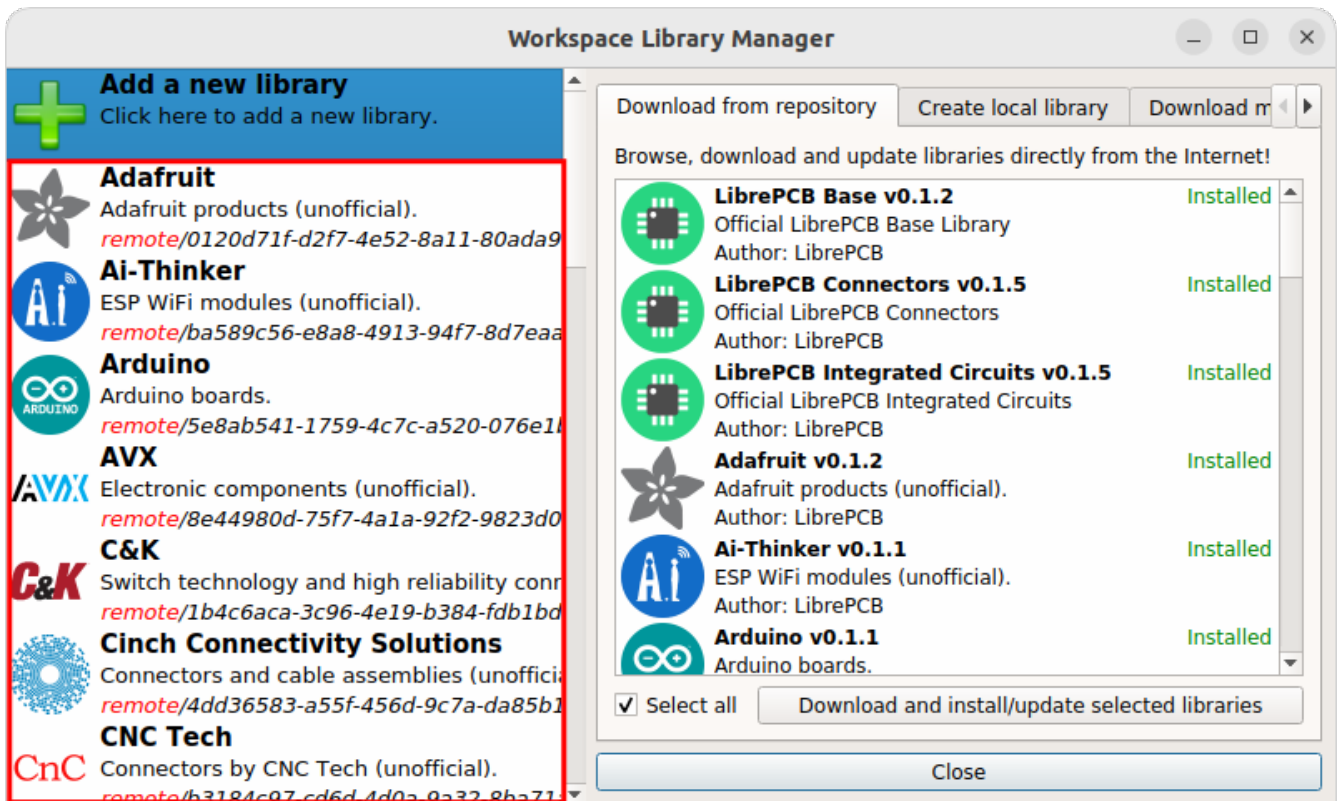 Workspace Library Manager
Add a new library
Click here to add a new library.
Adafruit
Adafruit products (unofficial).
remote/0120d71f-d2f7-4e52-8a11-80ada9
Ai-Thinker
ESP WiFi modules (unofficial).
remote/ba589c56-e8a8-4913-94f7-8d7eaa
Arduino
Arduino boards.
remote/5e8ab541-1759-4c7c-a520-076e1b
ARDUINO
AVX
Electronic components (unofficial).
remote/8e44980d-75f7-4a1a-92f2-9823d0
C&K
C&K
Switch technology and high reliability conn
remote/1b4c6aca-3c96-4e19-b384-fdb1bd
Cinch Connectivity Solutions
Connectors and cable assemblies (unofficia
remote/4dd36583-a55f-456d-9c7a-da85b1
CNC Tech
CnC
Connectors by CNC Tech (unofficial).
remote/b3184c97-cd6d-4d0a-9a32-8ba71
Download from repository
Create local library
Download m
Browse, download and update libraries directly from the Internet!
LibrePCB Base v0.1.2 Installed
Official LibrePCB Base Library
Author: LibrePCB
LibrePCB Connectors v0.1.5 Installed
Official LibrePCB Connectors
Author: LibrePCB
LibrePCB Integrated Circuits v0.1.5 Installed
Official LibrePCB Integrated Circuits
Author: LibrePCB
Adafruit v0.1.2 Installed
Adafruit products (unofficial).
Author: LibrePCB
Ai
Ai-Thinker v0.1.1 Installed
ESP WiFi modules (unofficial).
Author: LibrePCB
Arduino v0.1.1 Installed
Arduino boards.
Select all
Download and install/update selected libraries
Close